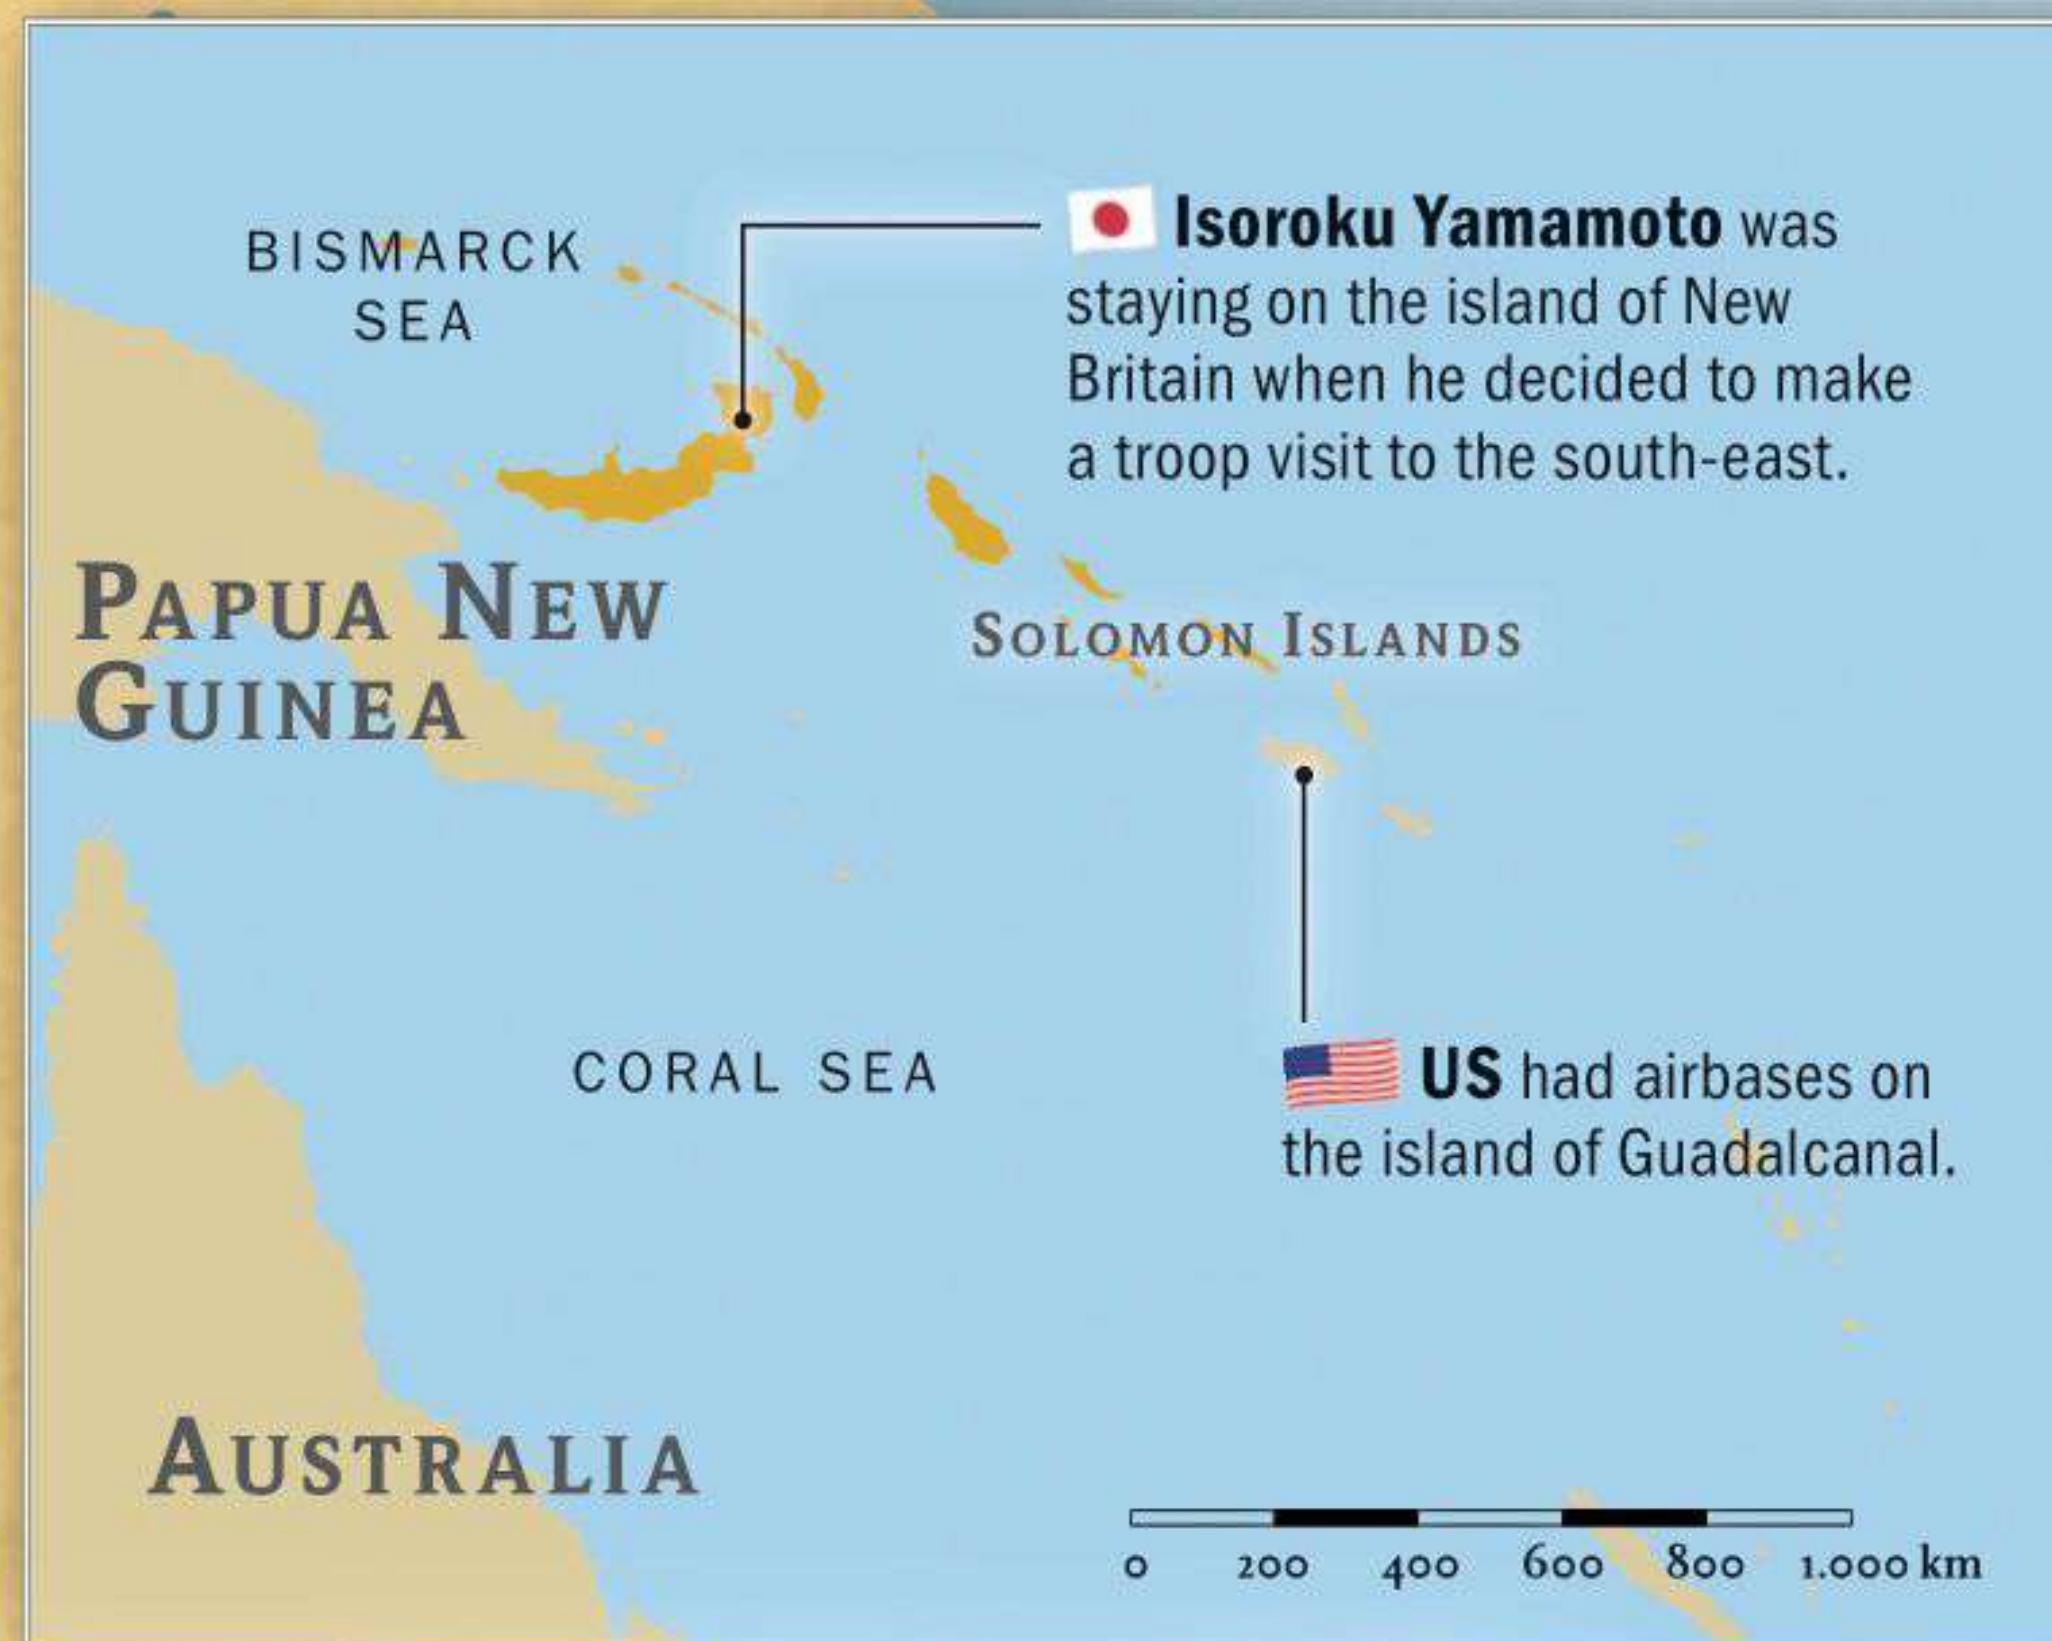 BISMARCK
SEA
Isoroku Yamamoto was
staying on the island of New
Britain when he decided to make
a troop visit to the south-east.
PAPUA NEW
GUINEA
SOLOMON ISLANDS
CORAL SEA
US had airbases on
the island of Guadalcanal.
AUSTRALIA
0 200 400 600 800 1.000 km